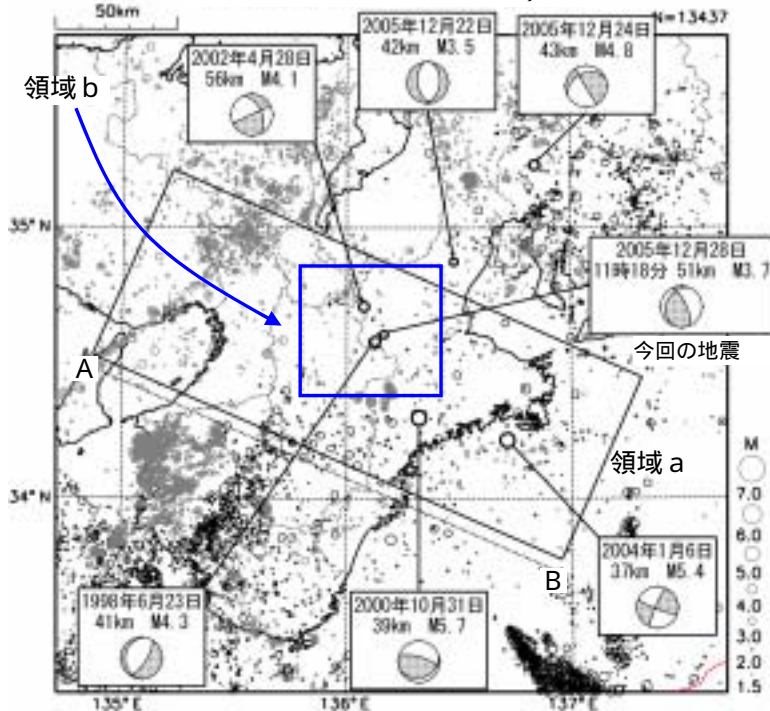 50km
N=13437
2002年4月28日
56km M4.1
2005年12月22日
42km M3.5
2005年12月24日
43km M4.8
領域b
35°N
2005年12月28日
11時18分 51km M3.7
今回の地震
A
領域a
M
7.0
6.0
5.0
4.0
3.0
2.0
1.5
34°N
B
2004年1月6日
37km M5.4
1998年6月23日
41km M4.3
2000年10月31日
39km M5.7
135°E
136°E
137°E